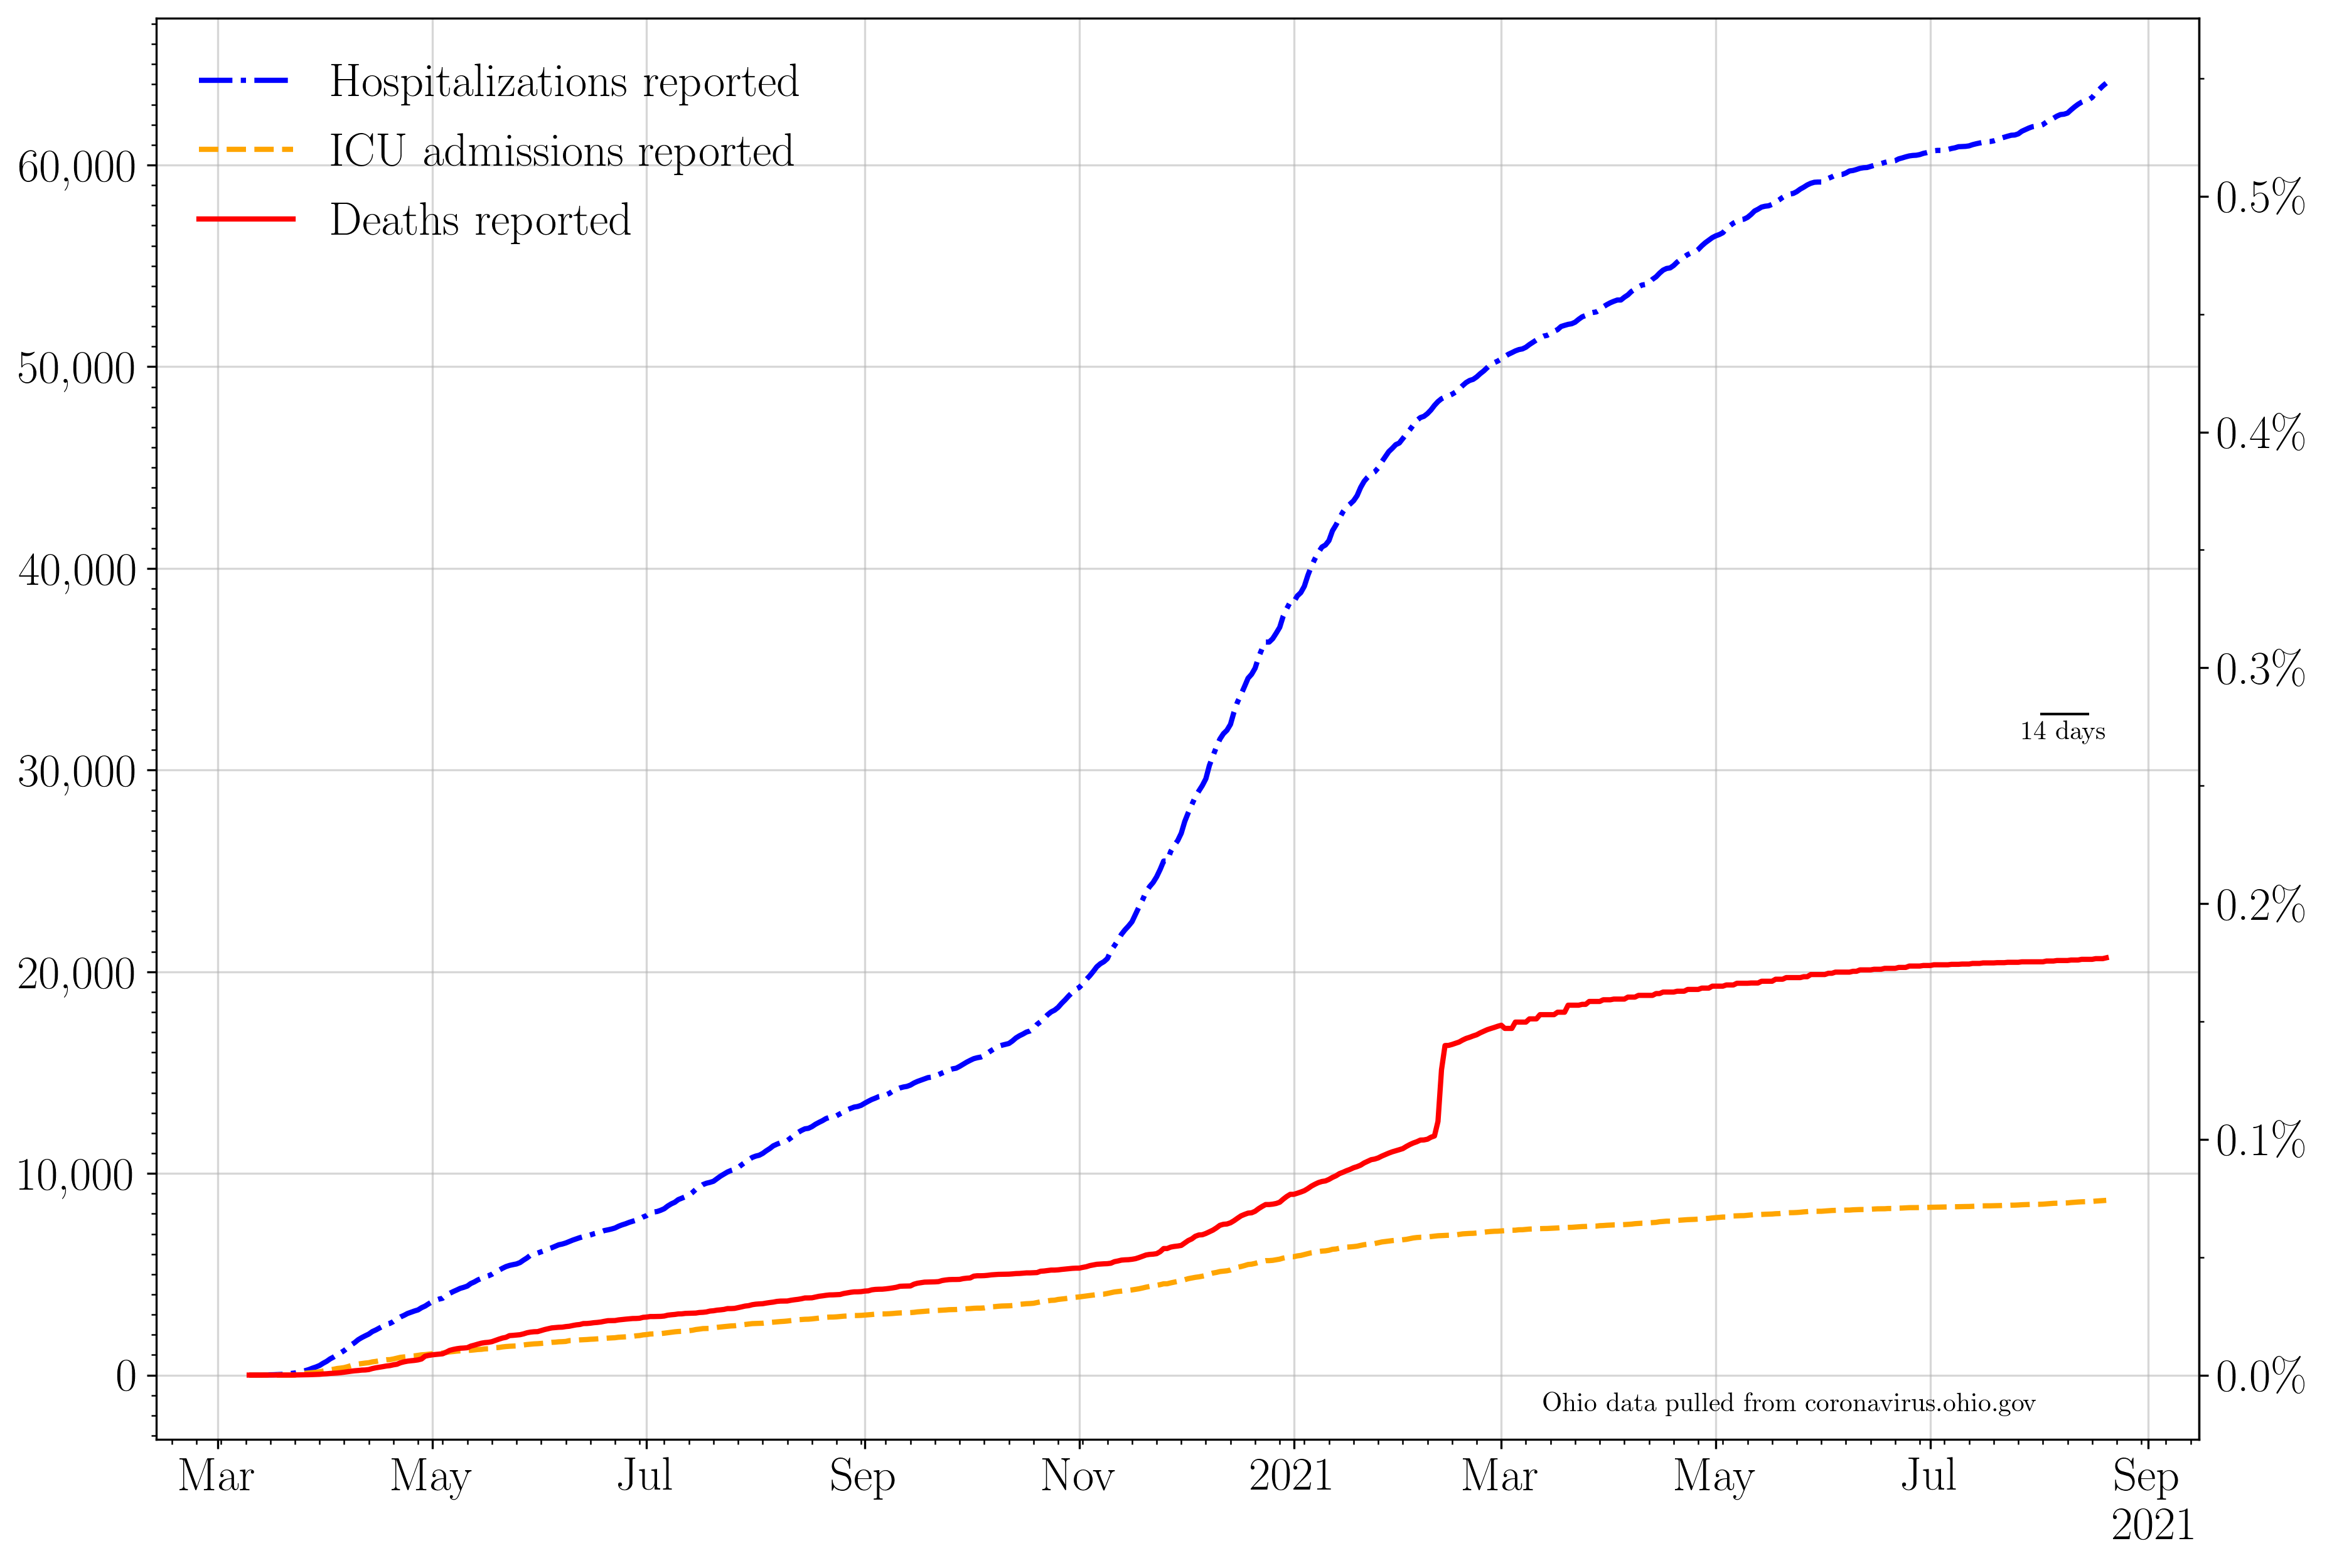 Hospitalizations reported
ICU admissions reported
Deaths reported
60,000
50,000
40,000
30,000
20,000
10,000
0
0.5%
0.4%
0.3%
0.2%
0.1%
0.0%
14 days
Ohio data pulled from coronavirus.ohio.gov
Mar May Jul Sep Nov 2021 Mar May Jul Sep
2021